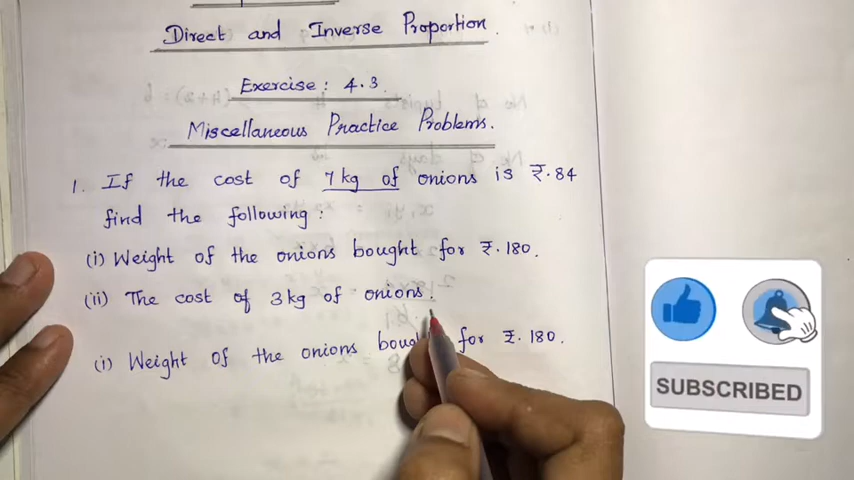 Direct and Inverse Proportion
Exercise: 4.3.
Miscellaneous Practice Problems.
1. If the cost of 7 kg of onions is ₹.84
find the following:
(i) Weight of the onions bought for ₹.180.
(ii) The cost of 3 kg of onions.
(i) Weight of the onions for ₹.180.
SUBSCRIBED